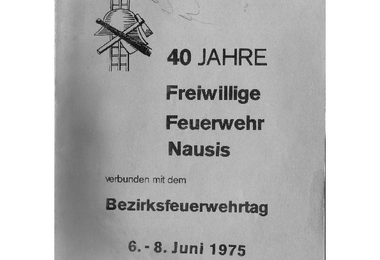 40 JAHRE
Freiwillige
Feuerwehr
Nausis
verbunden mit dem
Bezirksfeuerwehrtag
6. - 8. Juni 1975